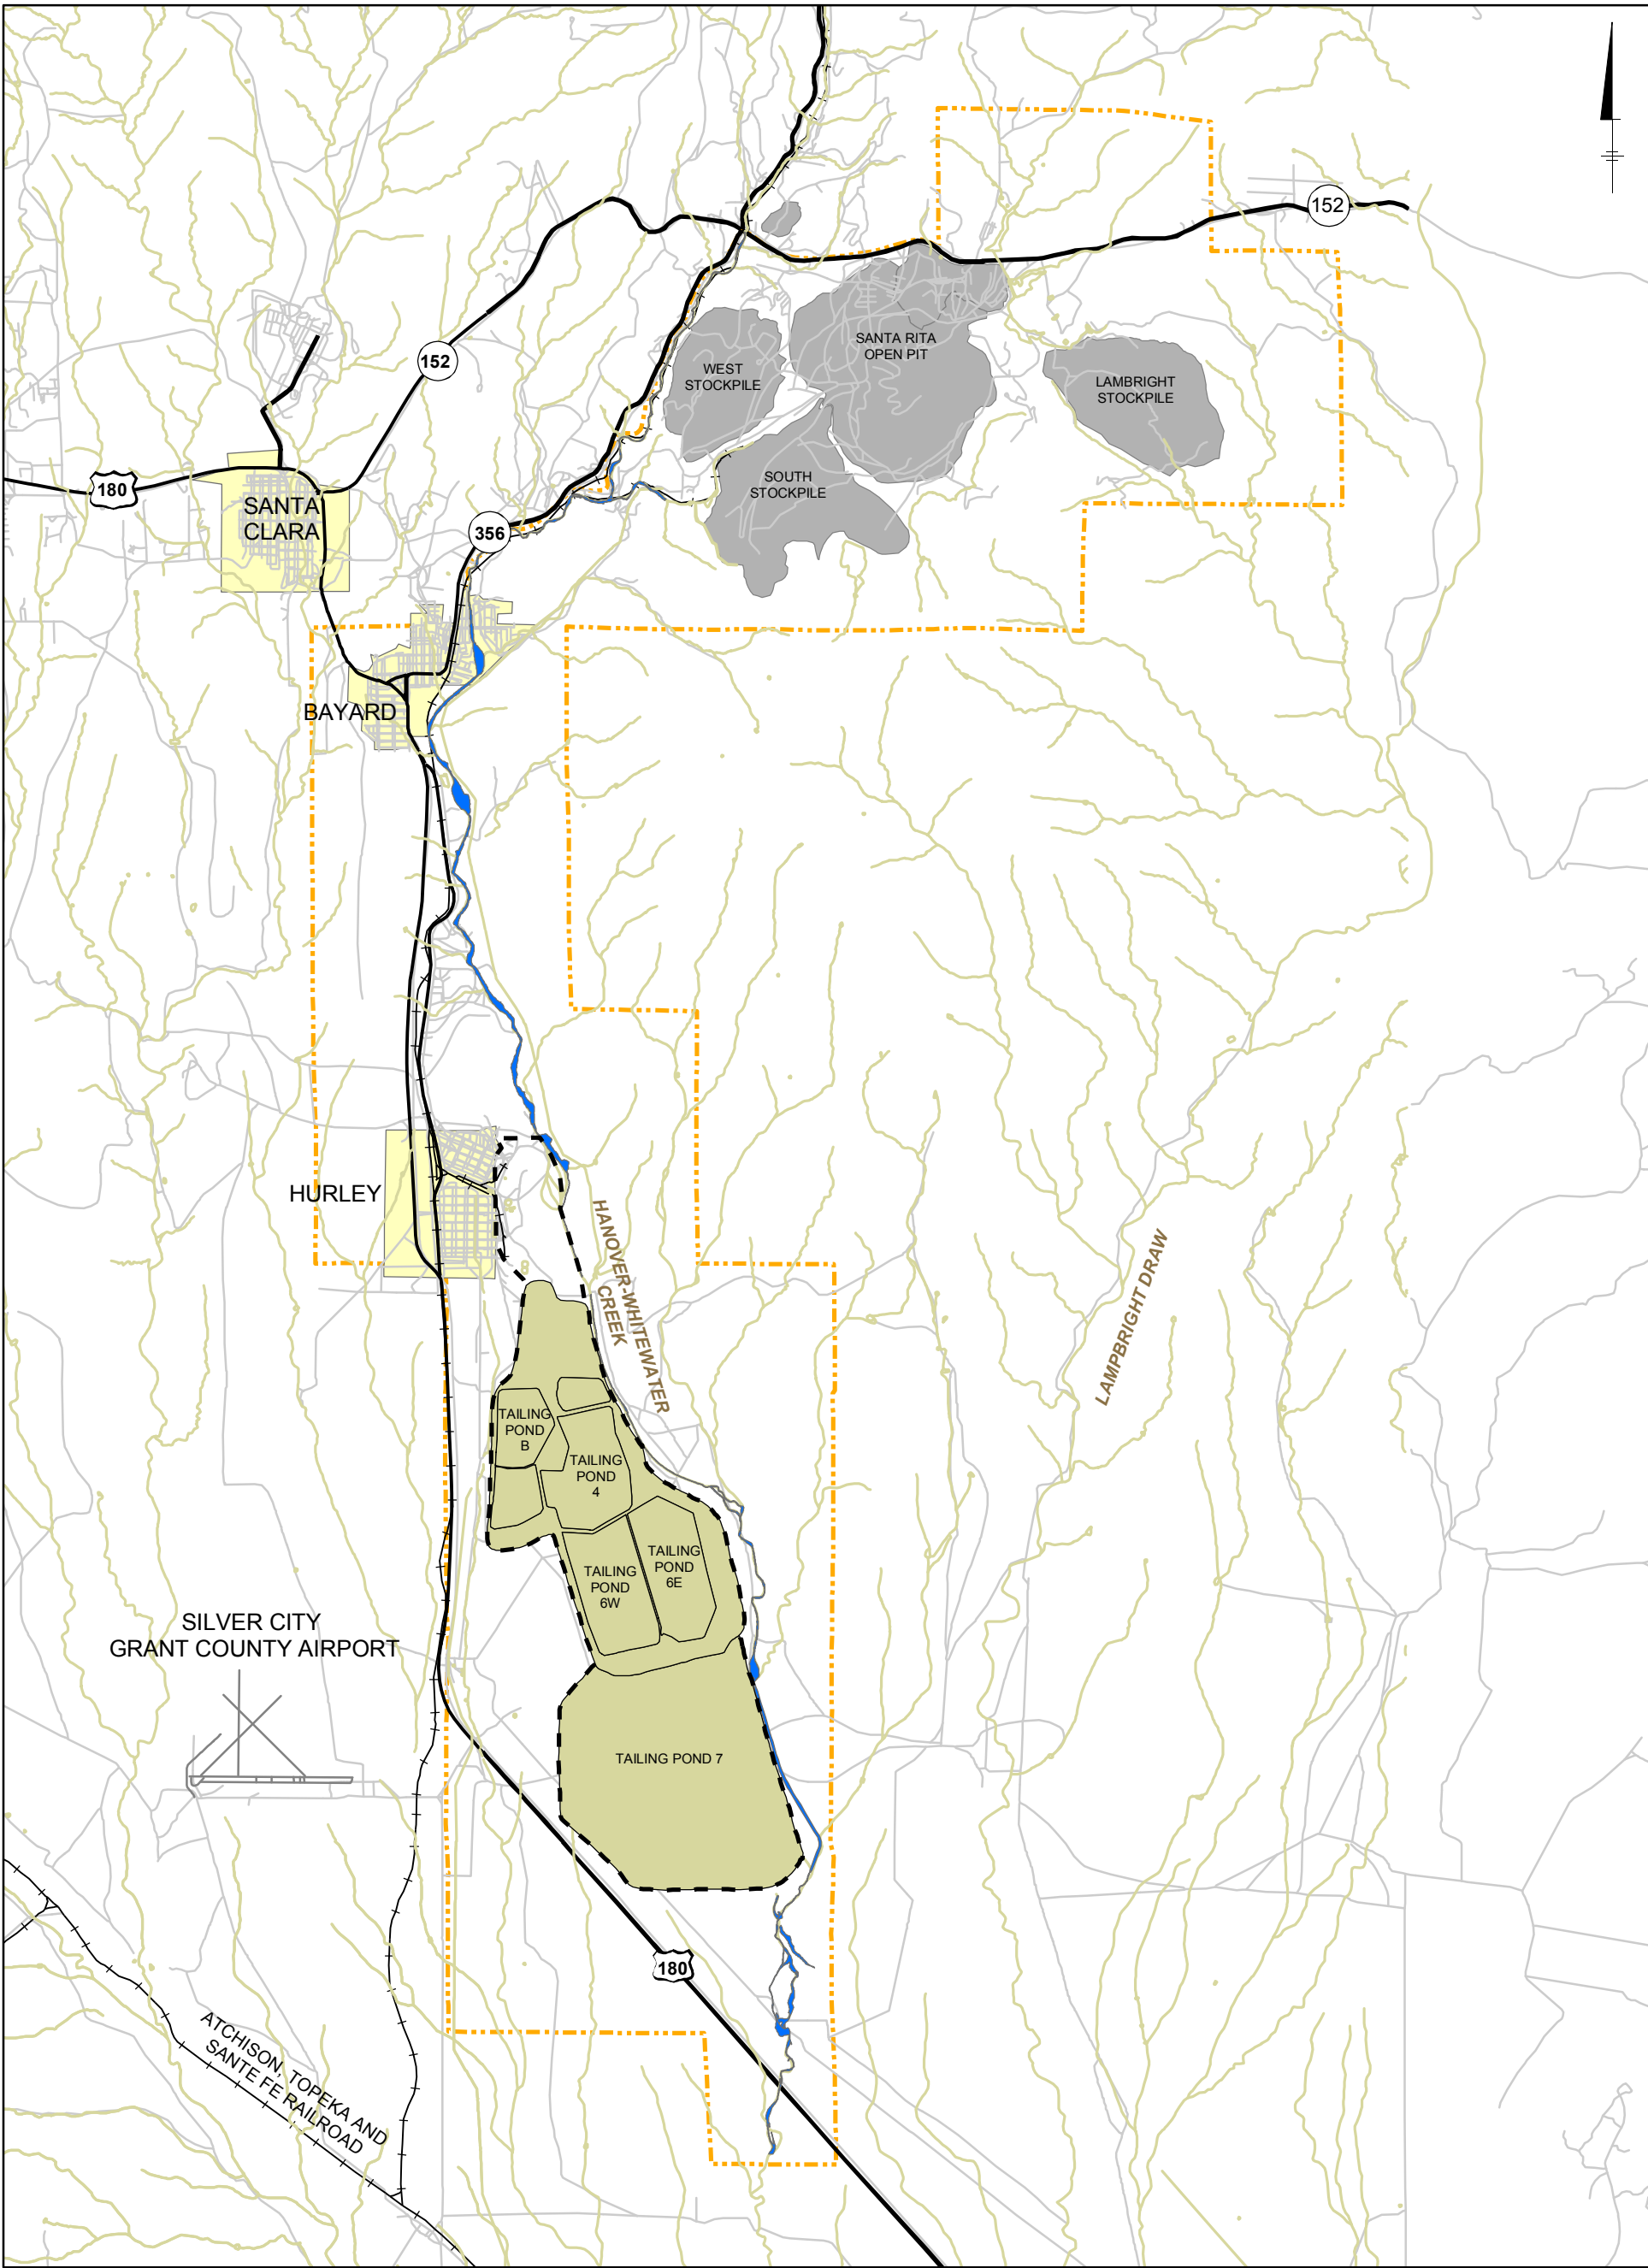 152
SANTA RITA
OPEN PIT
152
WEST
STOCKPILE
LAMBRIGHT
STOCKPILE
180
SOUTH
STOCKPILE
SANTA
CLARA
356
BAYARD
HURLEY
HANOVER-WHITEWATER
CREEK
LAMPBRIGHT DRAW
TAILING
POND
B
TAILING
POND
4
TAILING
POND
6E
TAILING
POND
6W
SILVER CITY
GRANT COUNTY AIRPORT
TAILING POND 7
180
ATCHISON, TOPEKA AND
SANTE FE RAILROAD